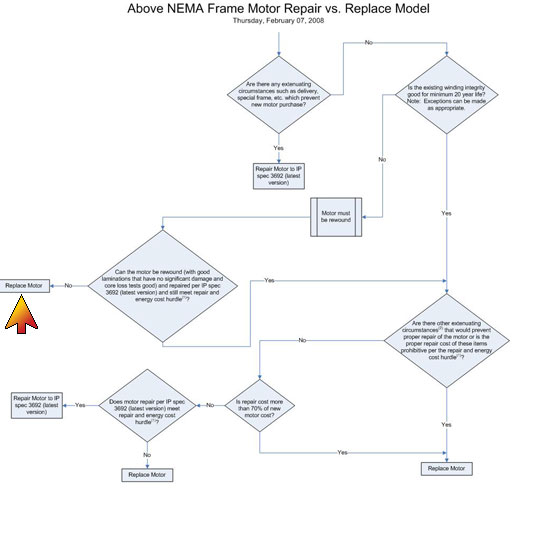 Above NEMA Frame Motor Repair vs. Replace Model
Thursday, February 07, 2008
No
Are there any extenuating
circumstances such as delivery,
special frame, etc. which prevent
new motor purchase?
Is the existing winding integrity
good for minimum 20 year life?
Note: Exceptions can be made
as appropriate.
Yes
No
Repair Motor to IP
spec 3692 (latest
version)
Motor must
be rewound
Yes
Can the motor be rewound (with good
laminations that have no significant damage and
core loss tests good) and repaired per IP spec
3692 (latest version) and still meet repair and
energy cost hurdle(1)?
Yes
No
Replace Motor
Are there other extenuating
circumstances(2) that would prevent
proper repair of the motor or is the
proper repair cost of these items
prohibitive per the repair and energy
cost hurdle(1)?
No
Repair Motor to IP
spec 3692 (latest
version)
Yes
Does motor repair per IP spec
3692 (latest version) meet
repair and energy cost
hurdle(1)?
No
Is repair cost more
than 70% of new
motor cost?
Yes
No
Yes
Replace Motor
Replace Motor